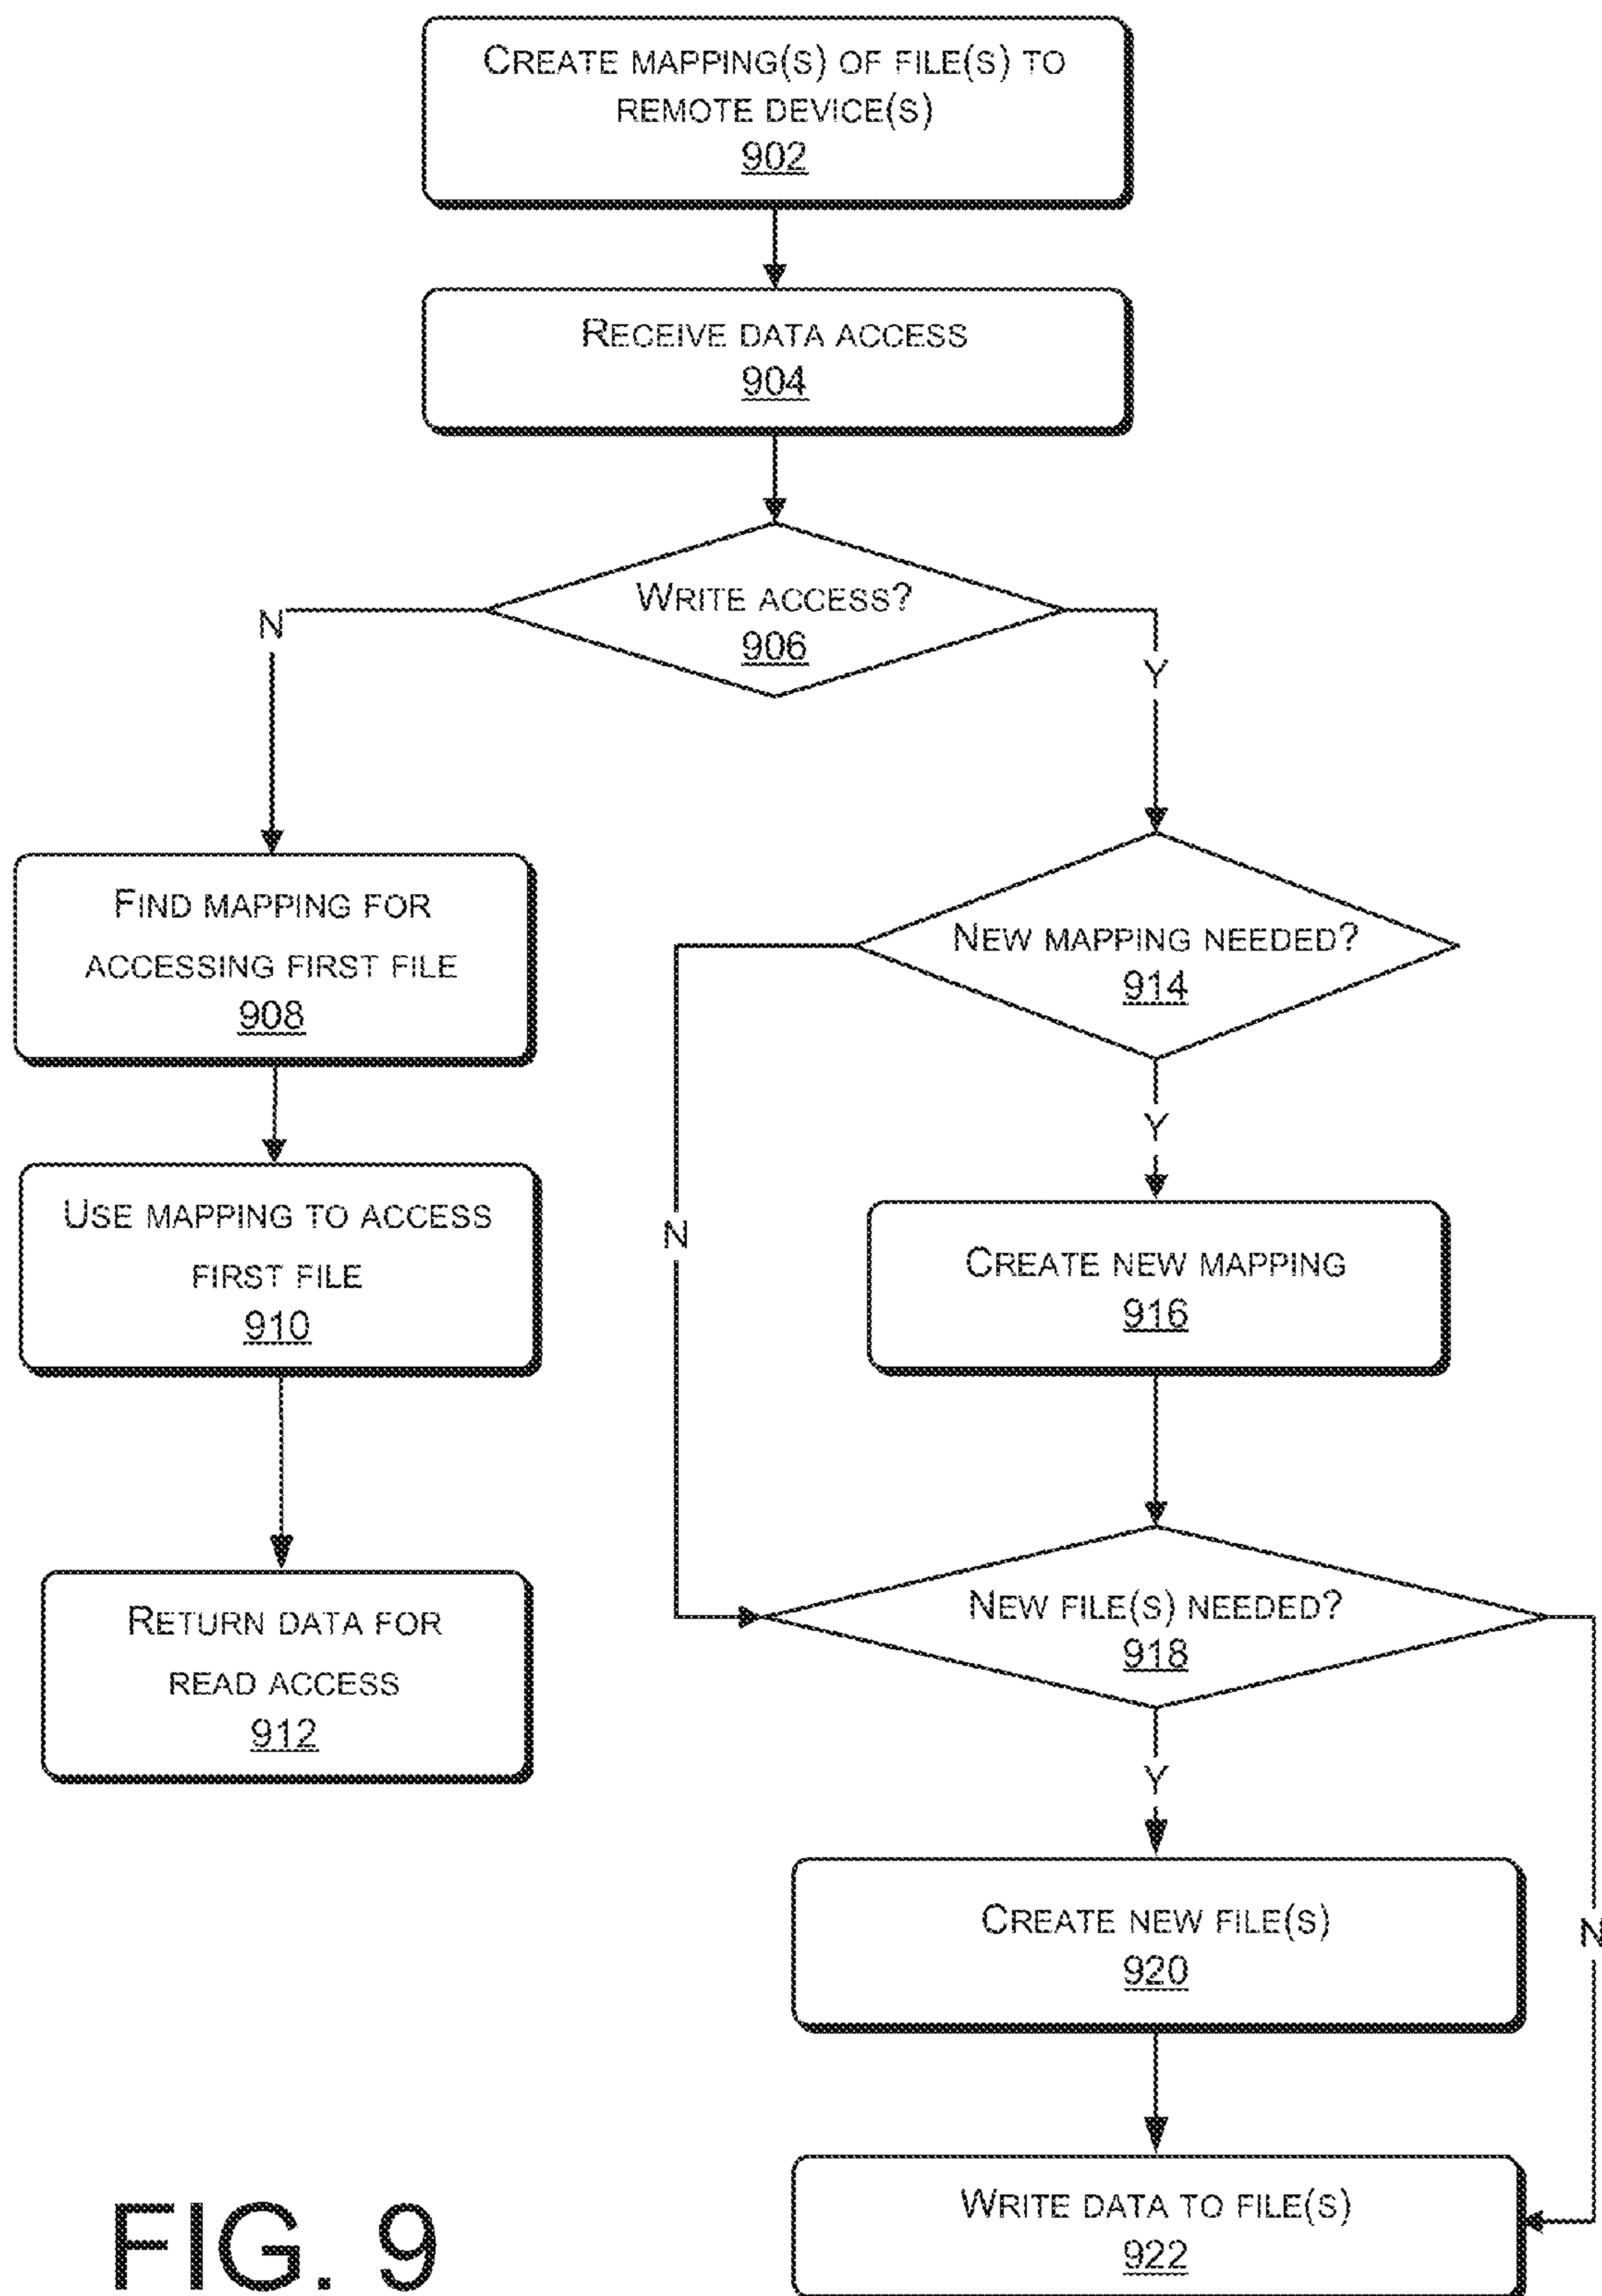 CREATE MAPPING(S) OF FILE(S) TO
REMOTE DEVICE(S)
902
RECEIVE DATA ACCESS
904
WRITE ACCESS?
906
N
Y
FIND MAPPING FOR
ACCESSING FIRST FILE
908
NEW MAPPING NEEDED?
914
Y
N
USE MAPPING TO ACCESS
FIRST FILE
910
CREATE NEW MAPPING
916
RETURN DATA FOR
READ ACCESS
912
NEW FILE(S) NEEDED?
918
Y
N
CREATE NEW FILE(S)
920
WRITE DATA TO FILE(S)
922
FIG. 9